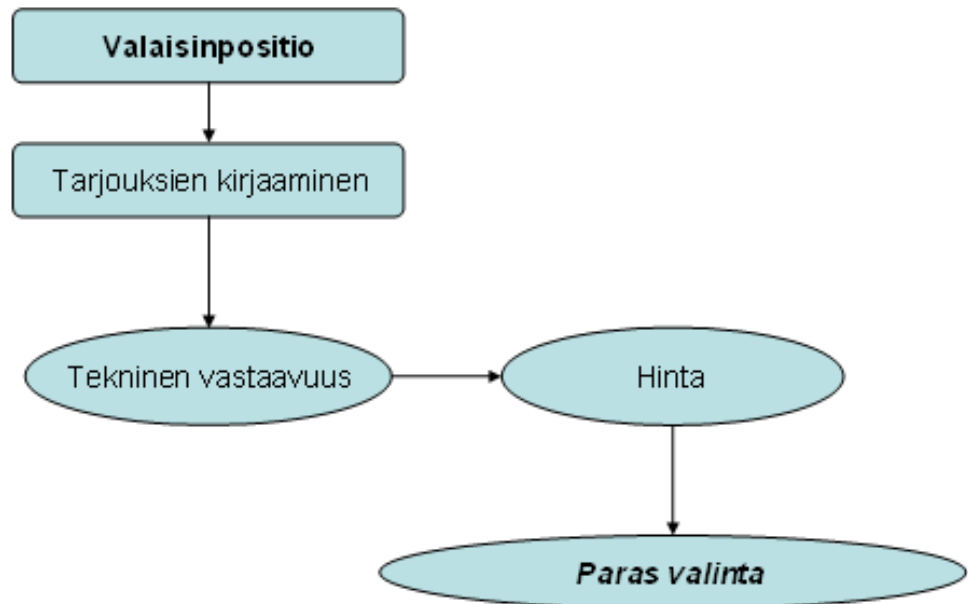 Valaisinpositio
Tarjouksien kirjaaminen
Tekninen vastaavuus
Hinta
Paras valinta